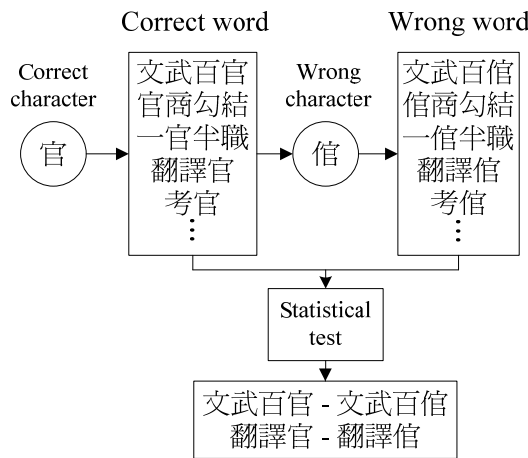 Correct word
Wrong word
Correct
character
官
文武百官
官商勾結
一官半職
翻譯官
考官
⋮
Wrong
character
倌
文武百倌
倌商勾結
一倌半職
翻譯倌
考倌
⋮
Statistical
test
文武百官 - 文武百倌
翻譯官 - 翻譯倌